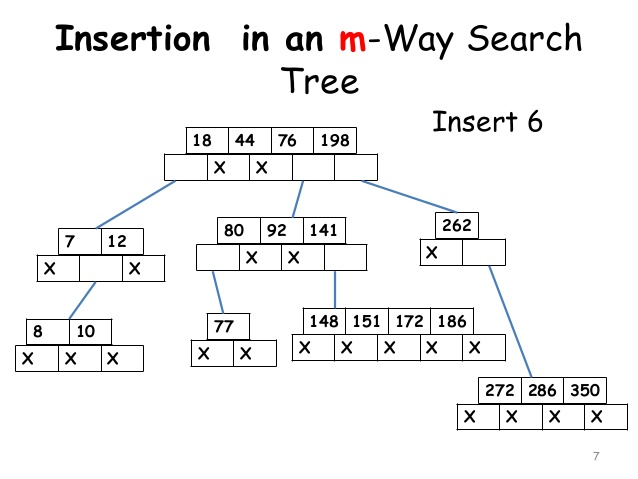 Insertion in an m-Way Search
Tree
Insert 6
18 44 76 198
X X
7 12
X X
80 92 141
X X
262
X
8 10
X X X
77
X X
148 151 172 186
X X X X X
272 286 350
X X X X
7